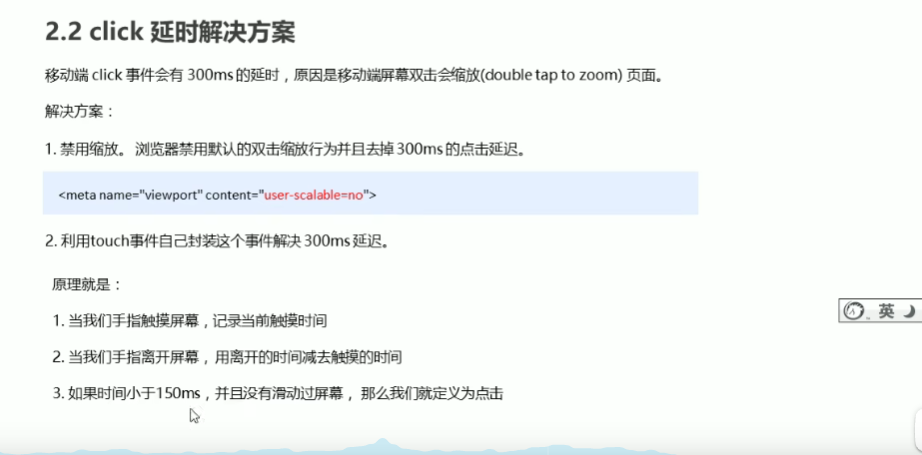 2.2 click 延时解决方案
移动端 click 事件会有 300ms 的延时，原因是移动端屏幕双击会缩放(double tap to zoom) 页面。
解决方案：
1. 禁用缩放。 浏览器禁用默认的双击缩放行为并且去掉 300ms 的点击延迟。
<meta name="viewport" content="user-scalable=no">
2. 利用touch事件自己封装这个事件解决 300ms 延迟。
原理就是：
1. 当我们手指触摸屏幕，记录当前触摸时间
2. 当我们手指离开屏幕， 用离开的时间减去触摸的时间
3. 如果时间小于150ms，并且没有滑动过屏幕， 那么我们就定义为点击
英